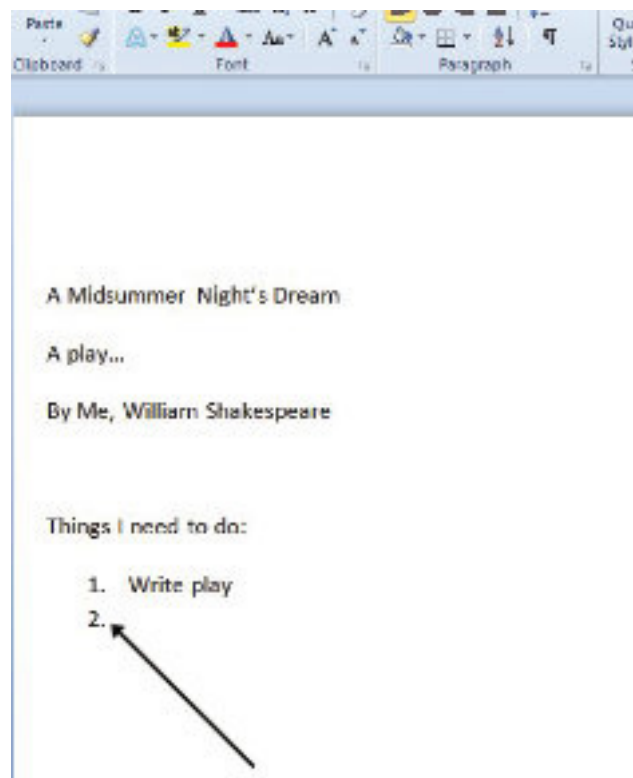 Paste
Clipboard
Font
Paragraph
A Midsummer Night's Dream
A play...
By Me, William Shakespeare
Things I need to do:
1. Write play
2.